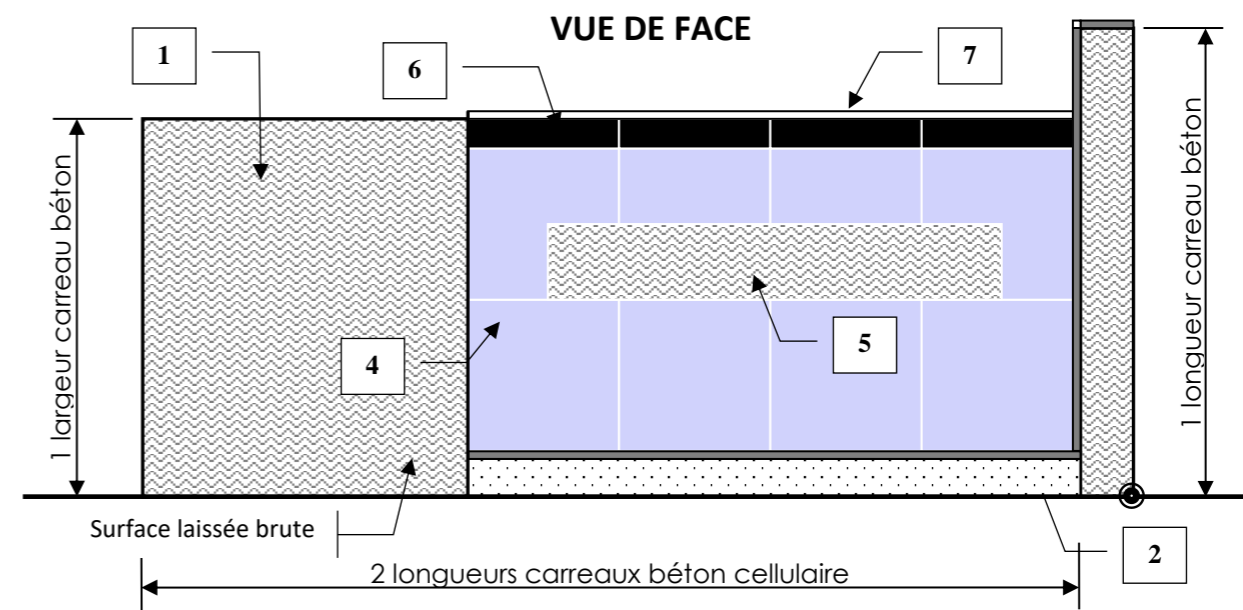 VUE DE FACE
1
6
7
1 largeur carreau béton
1 longueur carreau béton
4
5
Surface laissée brute
2
2 longueurs carreaux béton cellulaire